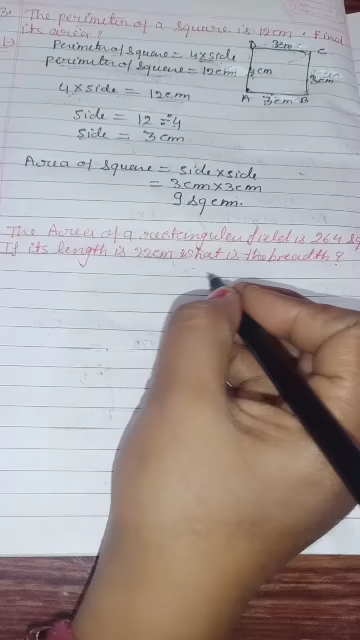 3. The perimeter of a square is 12cm. Find
its area?
Perimeter of square = 4×side
perimeter of square = 12cm
4×side = 12cm
side = 12÷4
side = 3cm
D 3cm C
3cm 3cm
A 3cm B
Area of square = side×side
= 3cm×3cm
9 sq cm.
The Area of a rectangular field is 264 sq
If its length is 22cm what is the breadth?